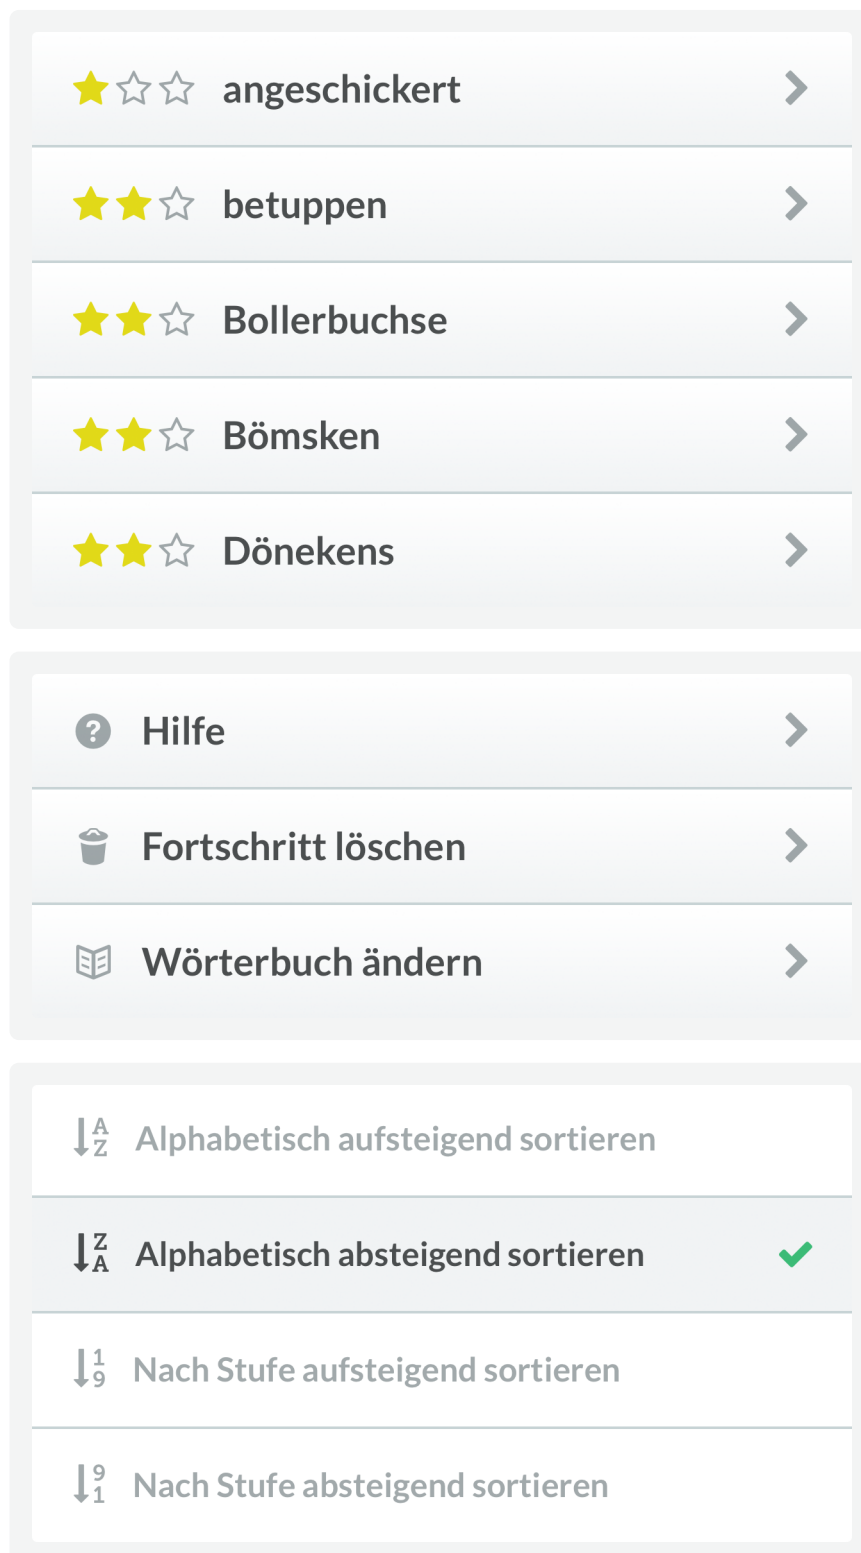 angeschickert
betuppen
Bollerbuchse
Bömsken
Dönekens
Hilfe
Fortschritt löschen
Wörterbuch ändern
Alphabetisch aufsteigend sortieren
Alphabetisch absteigend sortieren
Nach Stufe aufsteigend sortieren
Nach Stufe absteigend sortieren